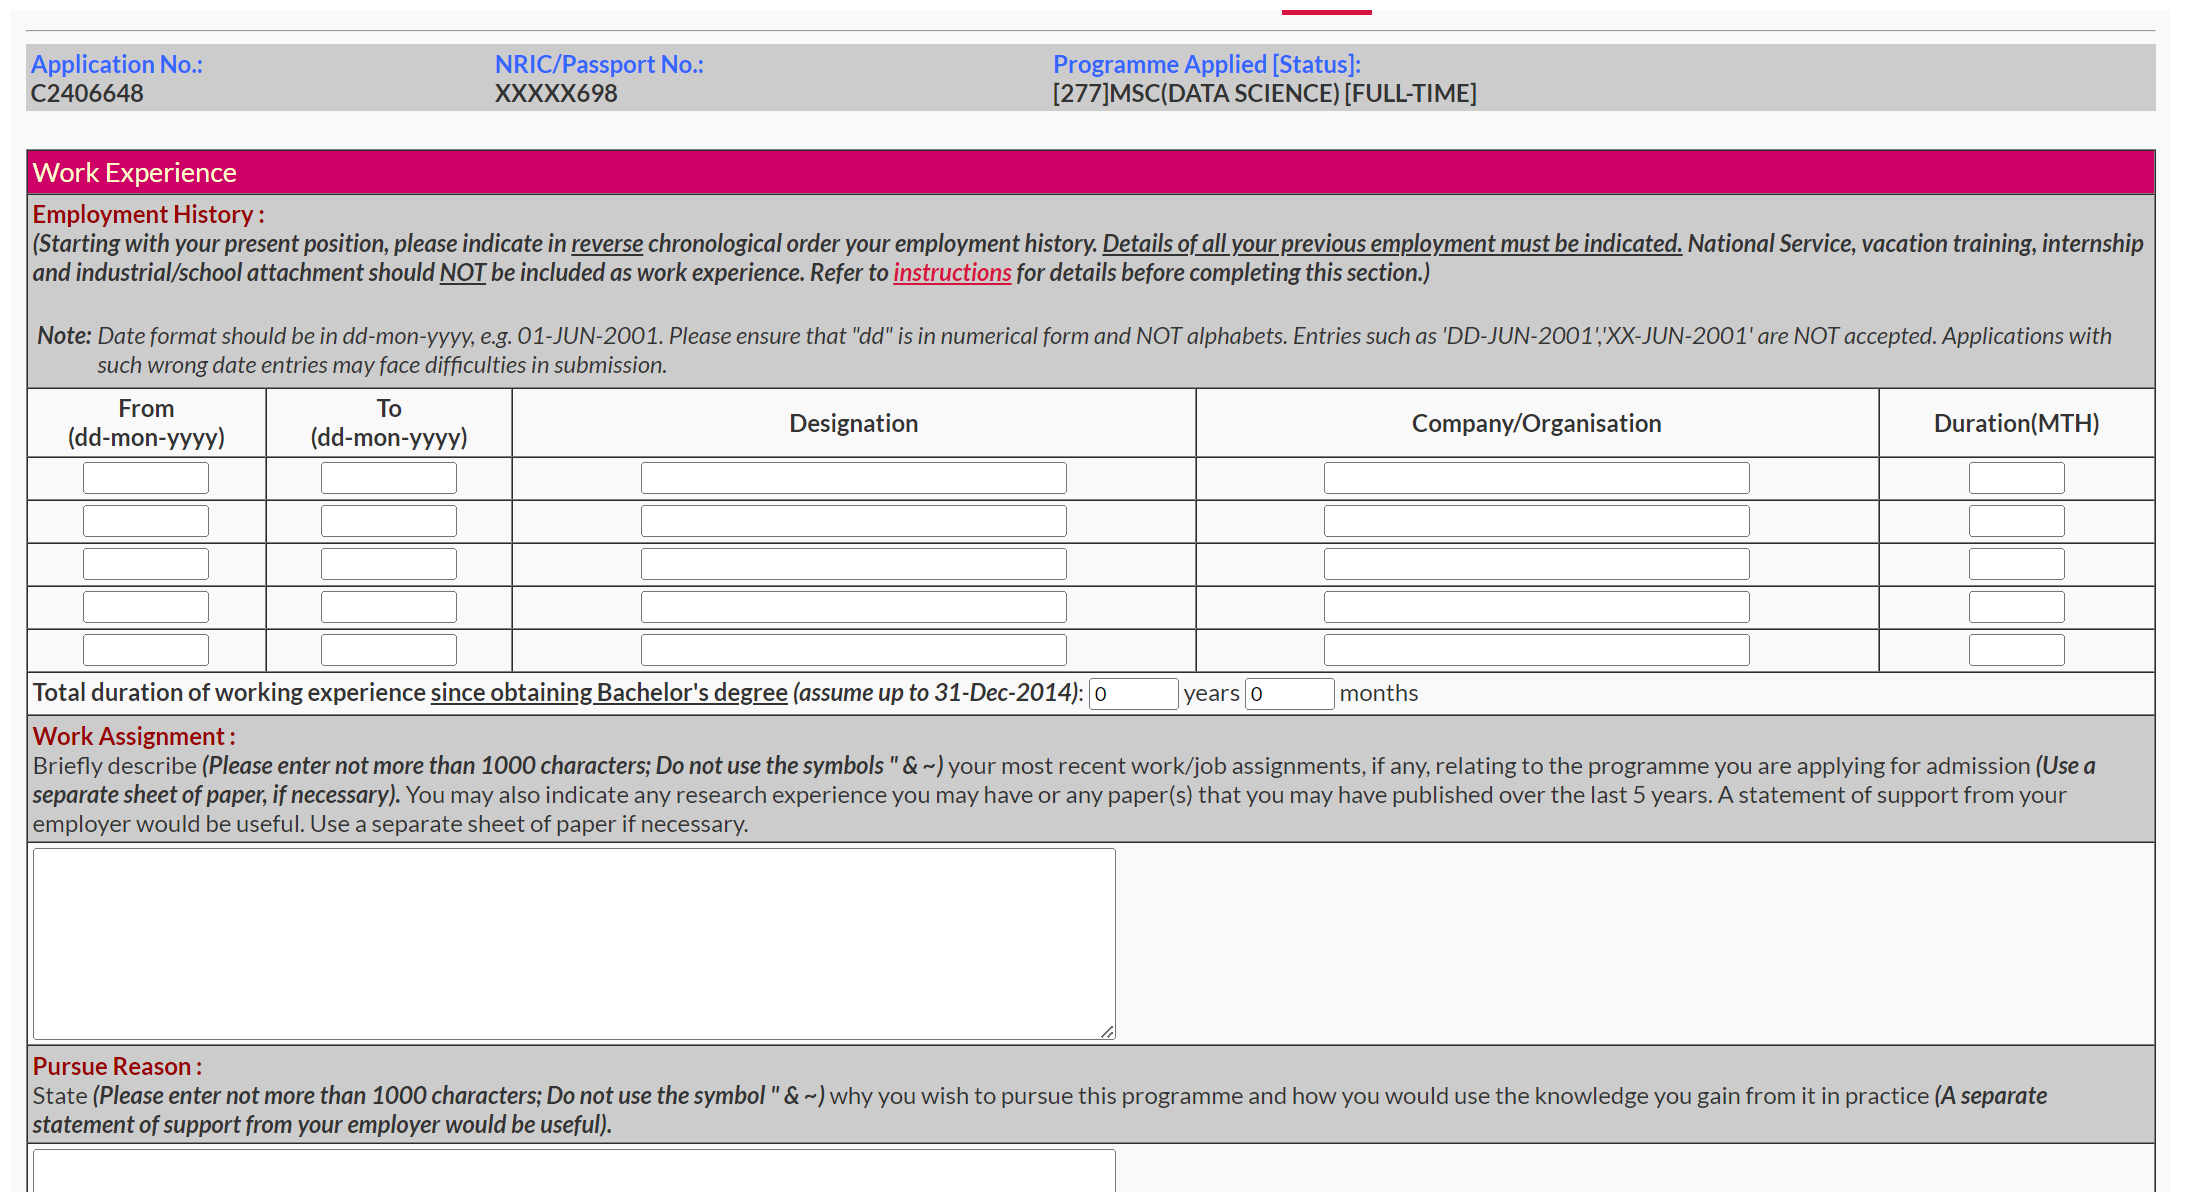 Application No.: NRIC/Passport No.: Programme Applied [Status]:
C2406648 XXXXX698 [277]MSC(DATA SCIENCE) [FULL-TIME]
Work Experience
Employment History :
(Starting with your present position, please indicate in reverse chronological order your employment history. Details of all your previous employment must be indicated. National Service, vacation training, internship
and industrial/school attachment should NOT be included as work experience. Refer to instructions for details before completing this section.)
Note: Date format should be in dd-mon-yyyy, e.g. 01-JUN-2001. Please ensure that "dd" is in numerical form and NOT alphabets. Entries such as 'DD-JUN-2001','XX-JUN-2001' are NOT accepted. Applications with
such wrong date entries may face difficulties in submission.
From To Designation Company/Organisation Duration(MTH)
(dd-mon-yyyy) (dd-mon-yyyy)
Total duration of working experience since obtaining Bachelor's degree (assume up to 31-Dec-2014): 0 years 0 months
Work Assignment :
Briefly describe (Please enter not more than 1000 characters; Do not use the symbols " & ~) your most recent work/job assignments, if any, relating to the programme you are applying for admission (Use a
separate sheet of paper, if necessary). You may also indicate any research experience you may have or any paper(s) that you may have published over the last 5 years. A statement of support from your
employer would be useful. Use a separate sheet of paper if necessary.
Pursue Reason :
State (Please enter not more than 1000 characters; Do not use the symbol " & ~) why you wish to pursue this programme and how you would use the knowledge you gain from it in practice (A separate
statement of support from your employer would be useful).